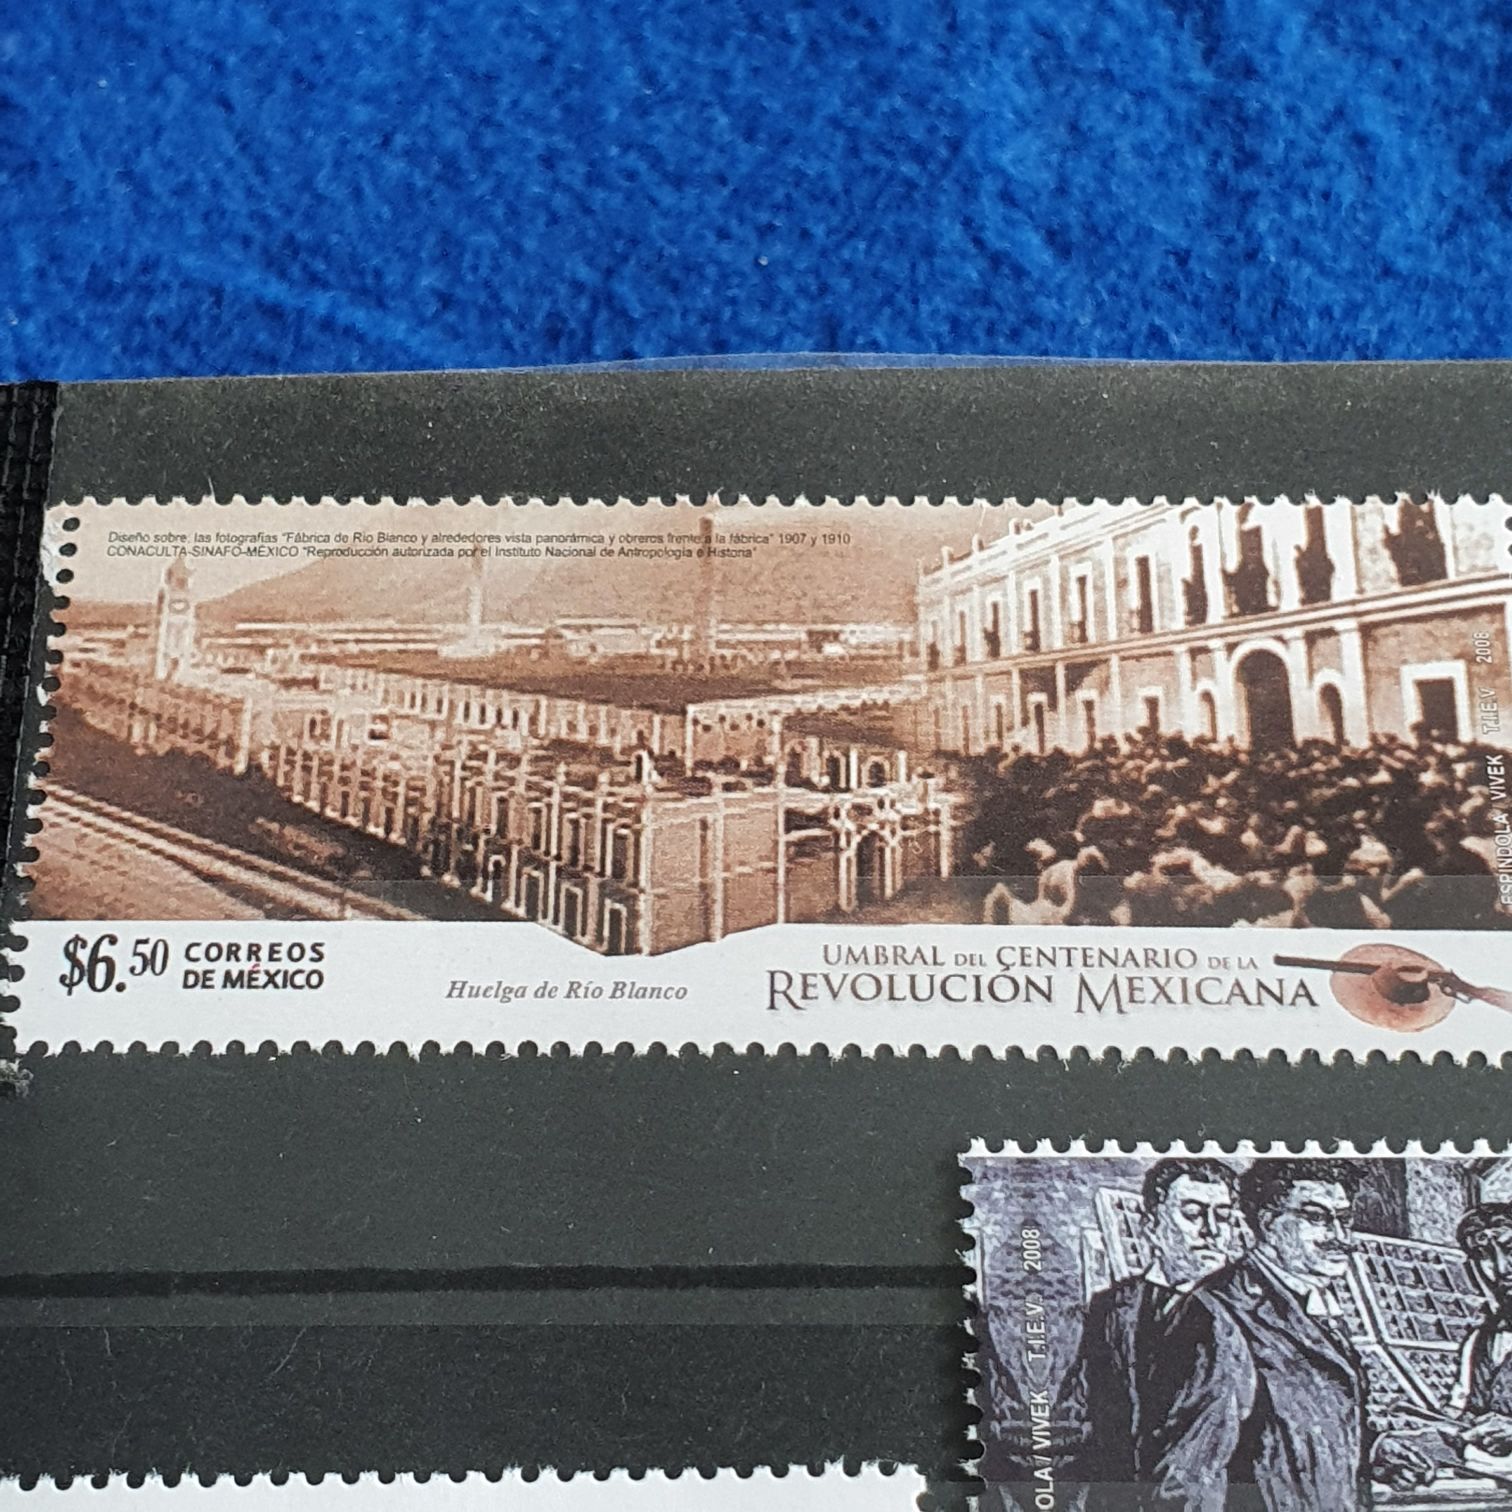 Diseño sobre: las fotografías "Fábrica de Río Blanco y alrededores vista panorámica y obreros frente a la fábrica" 1907 y 1910
CONACULTA-SINAFO-MÉXICO "Reproducción autorizada por el Instituto Nacional de Antropología e Historia"
ESPINDOLA VIVEK T.I.E.V 2008
$6.50 CORREOS
DE MÉXICO
Huelga de Río Blanco
UMBRAL DEL CENTENARIO DE LA
REVOLUCIÓN MEXICANA
OLA / VIVEK T.I.E.V. 2008